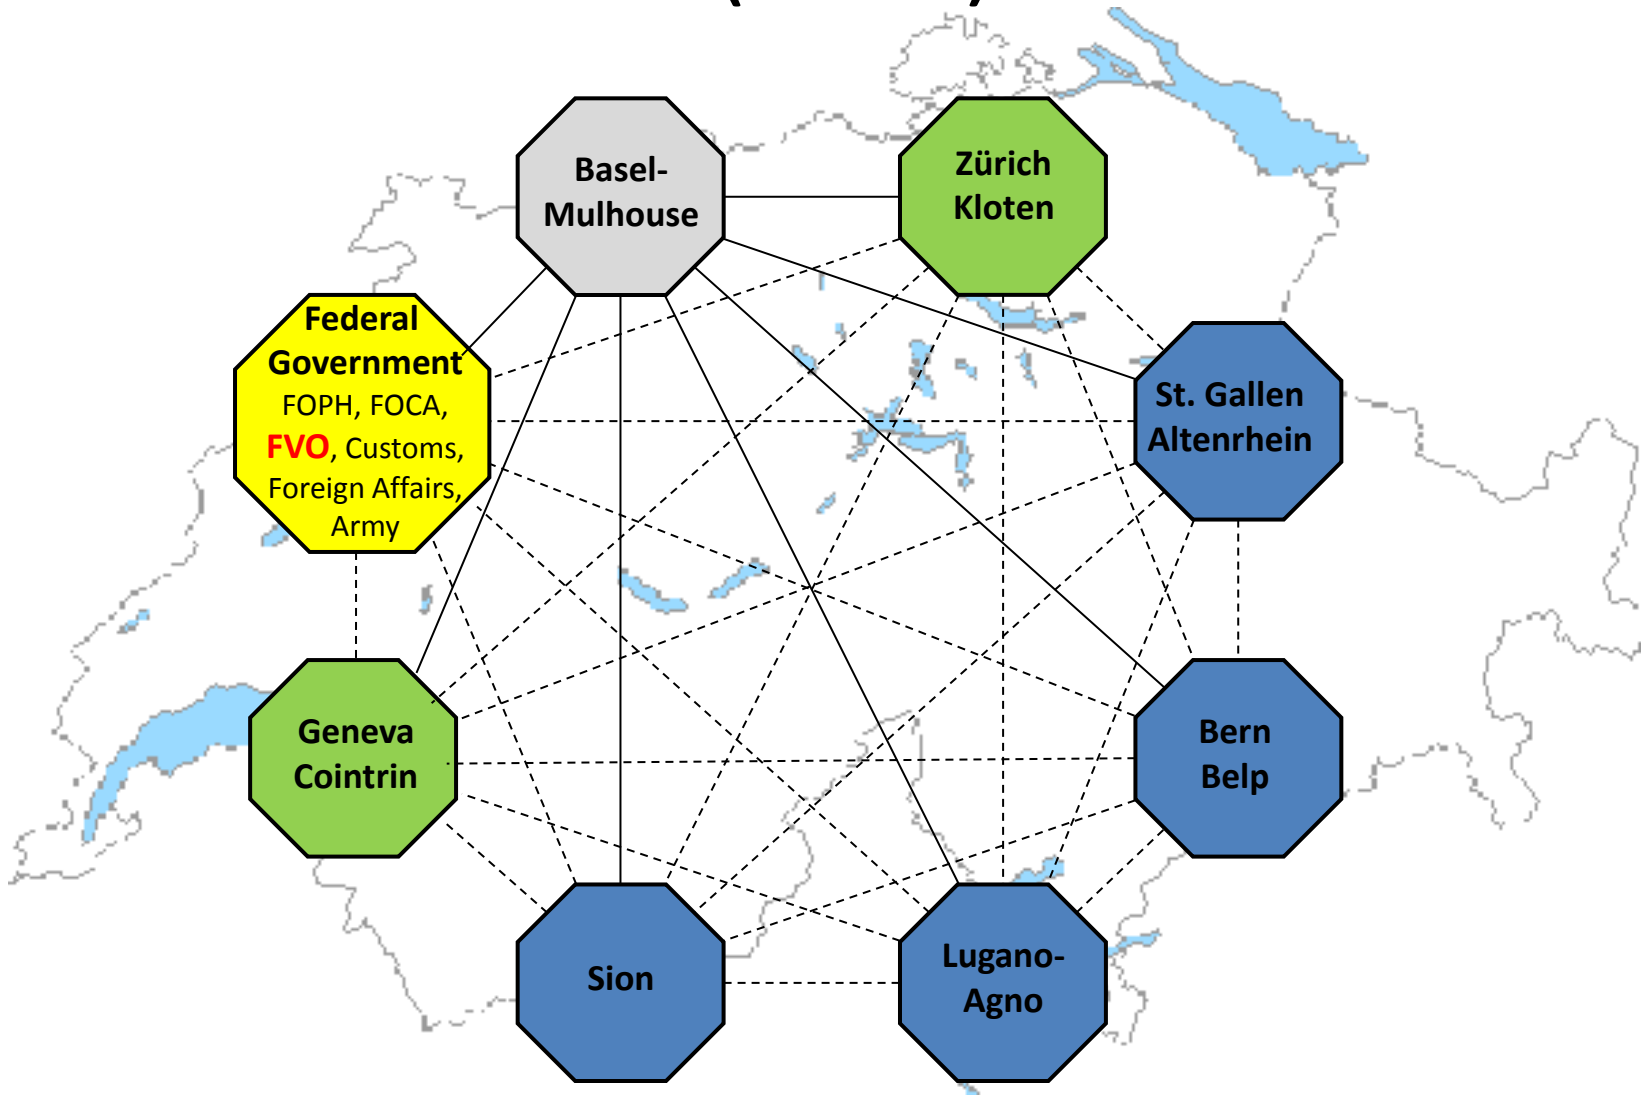 Basel-
Mulhouse
Zürich
Kloten
Federal
Government
FOPH, FOCA,
FVO, Customs,
Foreign Affairs,
Army
St. Gallen
Altenrhein
Geneva
Cointrin
Bern
Belp
Sion
Lugano-
Agno